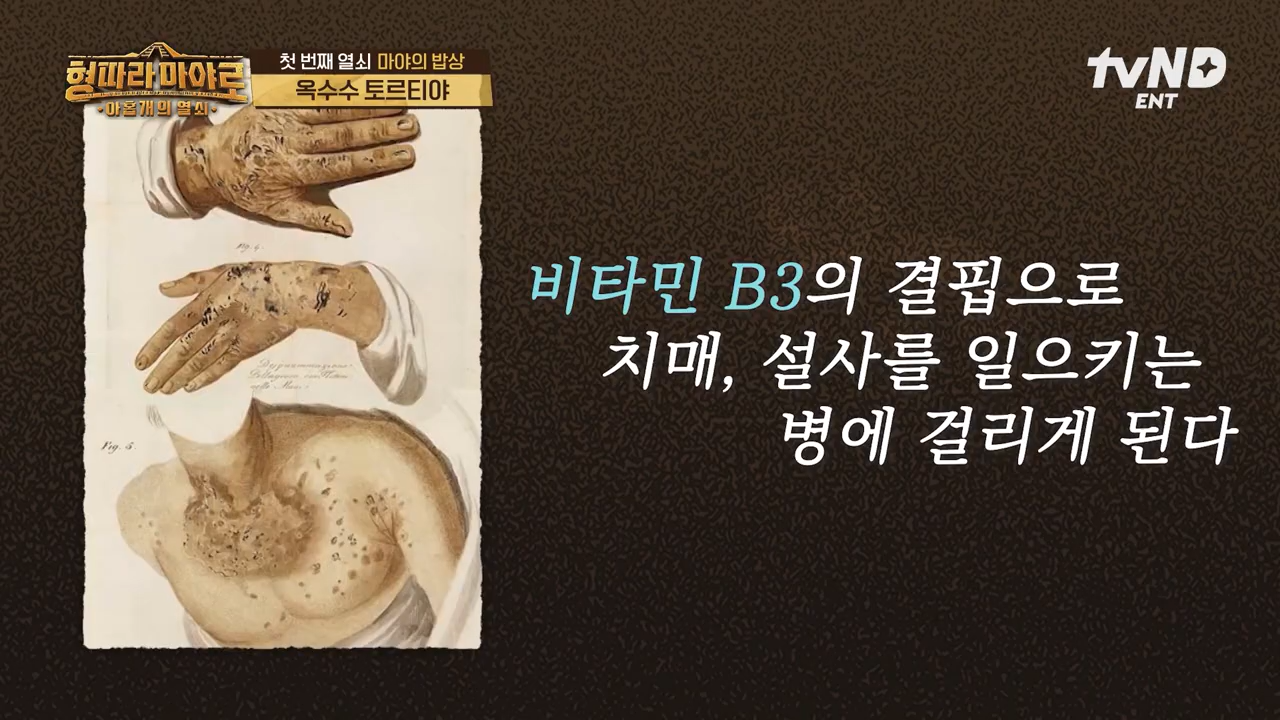 형따라 마야로
아홉 개의 열쇠
첫 번째 열쇠 마야의 밥상
옥수수 토르티야
tvND
ENT
Fig. 4.
Fig. 5.
비타민 B3의 결핍으로
치매, 설사를 일으키는
병에 걸리게 된다